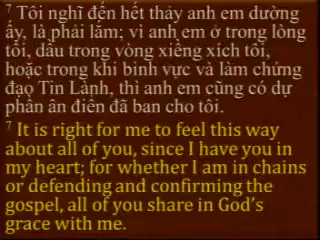 7 Tôi nghĩ đến hết thảy anh em dường
ấy, là phải lắm; vì anh em ở trong lòng
tôi, dầu trong vòng xiềng xích tôi,
hoặc trong khi binh vực và làm chứng
đạo Tin Lành, thì anh em cũng có dự
phần ân điển đã ban cho tôi.
7 It is right for me to feel this way
about all of you, since I have you in
my heart; for whether I am in chains
or defending and confirming the
gospel, all of you share in God's
grace with me.